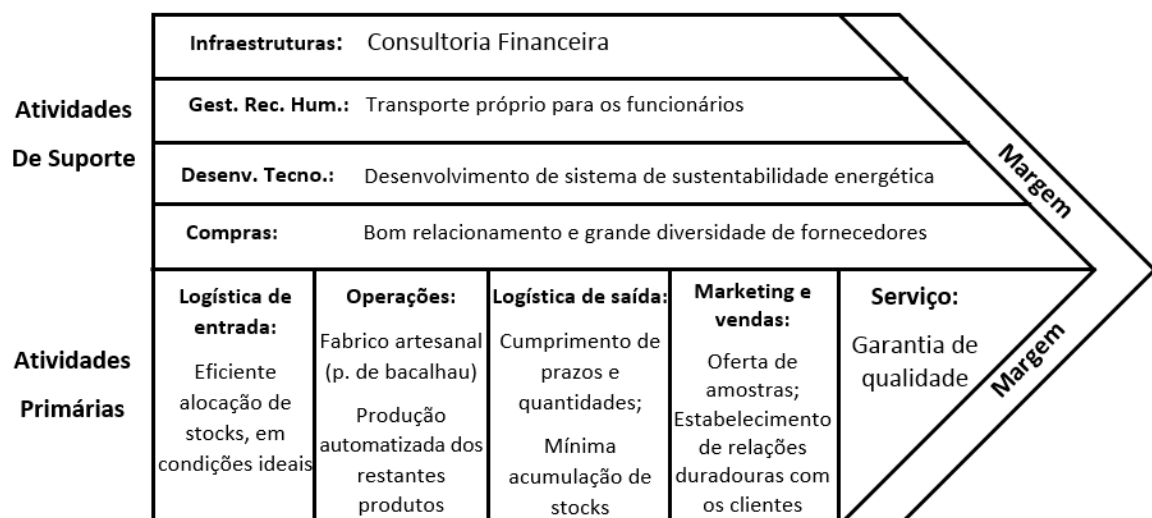 Atividades
De Suporte
Infraestruturas: Consultoria Financeira
Gest. Rec. Hum.: Transporte próprio para os funcionários
Desenv. Tecno.: Desenvolvimento de sistema de sustentabilidade energética
Compras: Bom relacionamento e grande diversidade de fornecedores
Margem
Atividades
Primárias
Logística de
entrada:
Eficiente
alocação de
stocks, em
condições ideais
Operações:
Fabrico artesanal
(p. de bacalhau)
Produção
automatizada dos
restantes
produtos
Logística de saída:
Cumprimento de
prazos e
quantidades;
Mínima
acumulação de
stocks
Marketing e
vendas:
Oferta de
amostras;
Estabelecimento
de relações
duradouras com
os clientes
Serviço:
Garantia de
qualidade
Margem